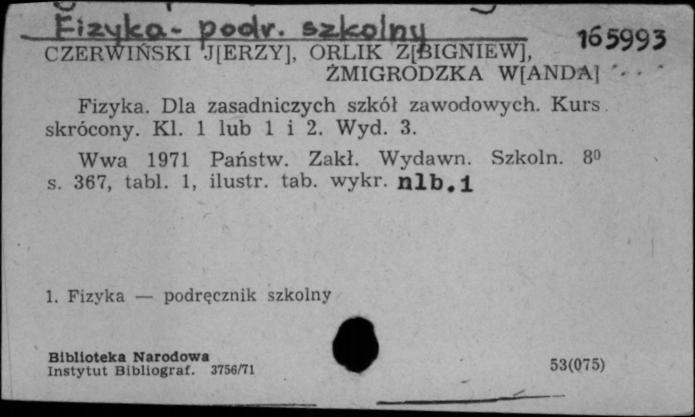 Fizyka - podr. szkolny
165993
CZERWIŃSKI J[ERZY], ORLIK Z[BIGNIEW],
ŻMIGRODZKA W[ANDA]
Fizyka. Dla zasadniczych szkół zawodowych. Kurs
skrócony. Kl. 1 lub 1 i 2. Wyd. 3.
Wwa 1971 Państw. Zakł. Wydawn. Szkoln. 8⁰
s. 367, tabl. 1, ilustr. tab. wykr. nlb.1
1. Fizyka — podręcznik szkolny
Biblioteka Narodowa
Instytut Bibliograf. 3756/71
53(075)